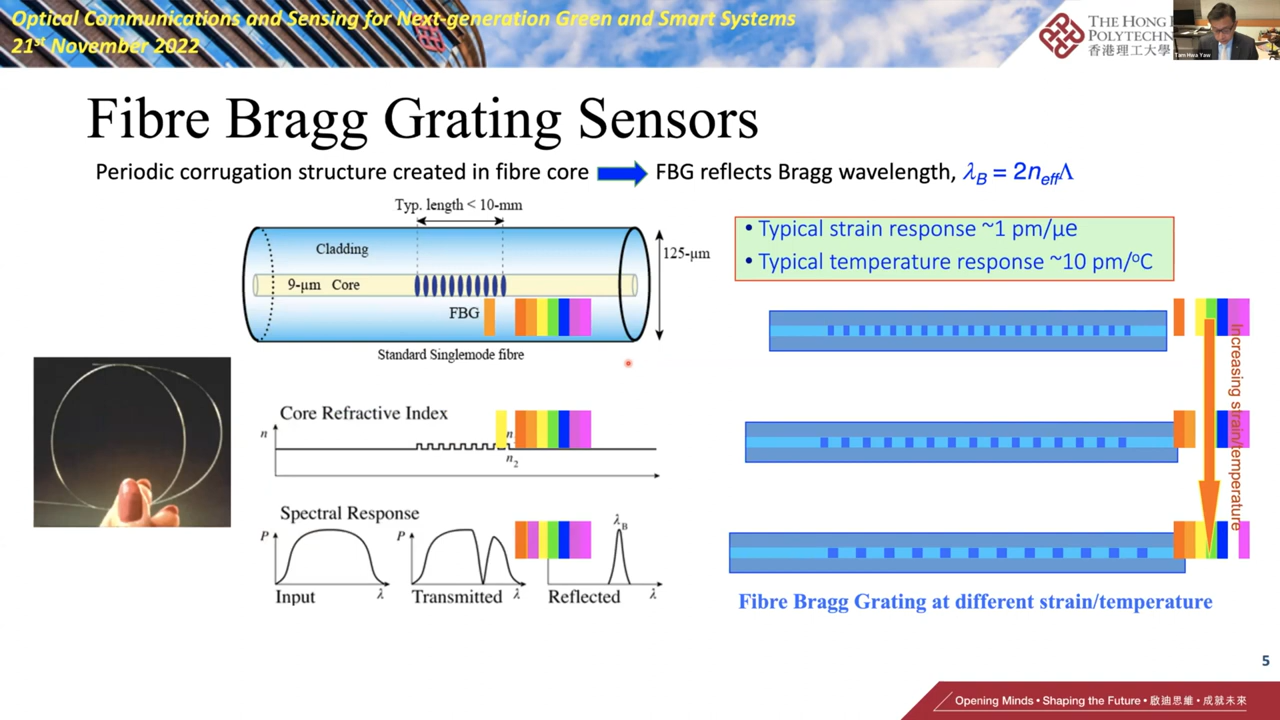 Optical Communications and Sensing for Next-generation Green and Smart Systems
21st November 2022
THE HONG
POLYTECHN
香港理工大學
Tam Hwa Yaw
Fibre Bragg Grating Sensors
Periodic corrugation structure created in fibre core
FBG reflects Bragg wavelength, λB = 2neffΛ
Typ. length < 10-mm
Cladding
125-μm
9-μm Core
FBG
Standard Singlemode fibre
• Typical strain response ~1 pm/με
• Typical temperature response ~10 pm/°C
Increasing strain/temperature
Core Refractive Index
n
n
n2
Spectral Response
λB
P
P
Input
λ
Transmitted
λ
Reflected
λ
Fibre Bragg Grating at different strain/temperature
5
Opening Minds • Shaping the Future • 啟迪思維 • 成就未來